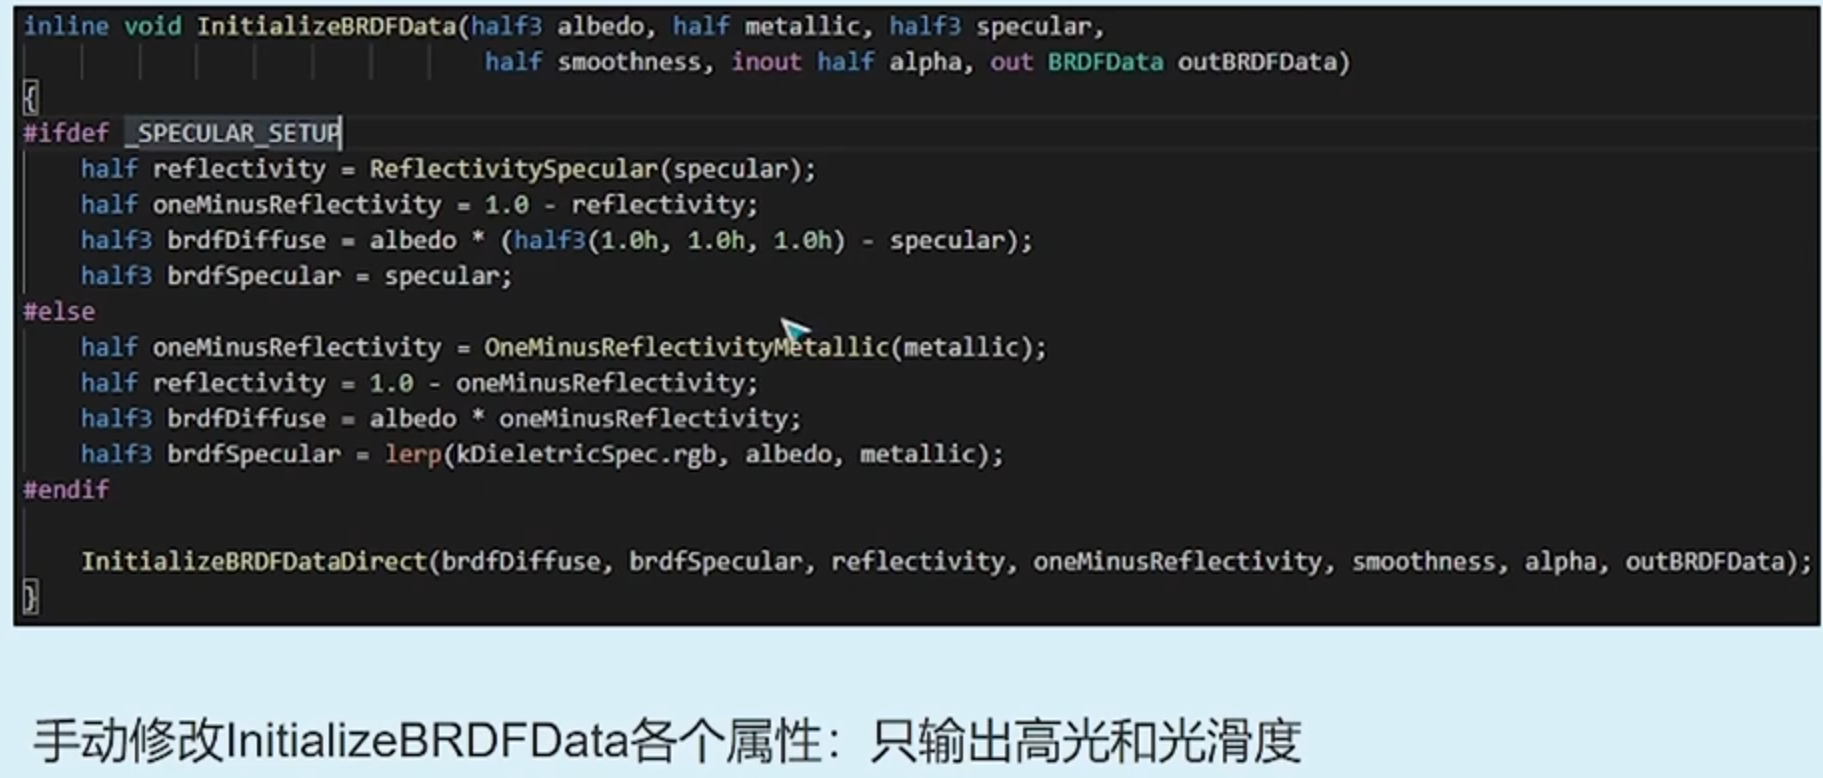 inline void InitializeBRDFData(half3 albedo, half metallic, half3 specular,
half smoothness, inout half alpha, out BRDFData outBRDFData)
{
#ifdef _SPECULAR_SETUP
half reflectivity = ReflectivitySpecular(specular);
half oneMinusReflectivity = 1.0 - reflectivity;
half3 brdfDiffuse = albedo * (half3(1.0h, 1.0h, 1.0h) - specular);
half3 brdfSpecular = specular;
#else
half oneMinusReflectivity = OneMinusReflectivityMetallic(metallic);
half reflectivity = 1.0 - oneMinusReflectivity;
half3 brdfDiffuse = albedo * oneMinusReflectivity;
half3 brdfSpecular = lerp(kDieletricSpec.rgb, albedo, metallic);
#endif
InitializeBRDFDataDirect(brdfDiffuse, brdfSpecular, reflectivity, oneMinusReflectivity, smoothness, alpha, outBRDFData);
}
手动修改InitializeBRDFData各个属性：只输出高光和光滑度